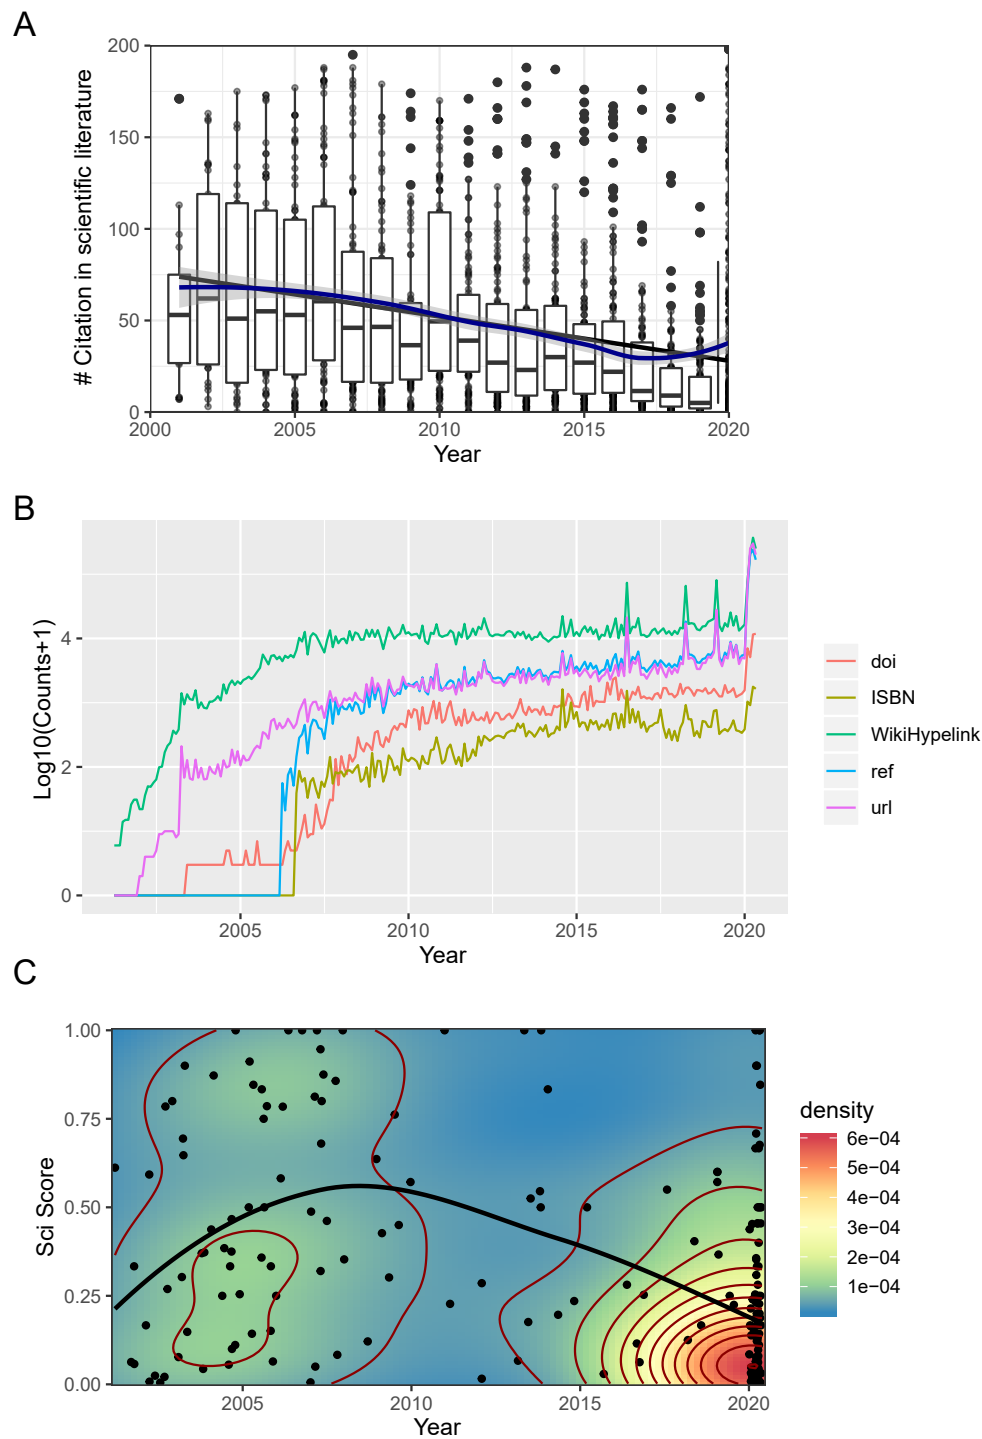 A
# Citation in scientific literature
200
150
100
50
0
2000
2005
2010
2015
2020
Year
B
Log10(Counts+1)
4
2
0
2005
2010
2015
2020
Year
doi
ISBN
WikiHypelink
ref
url
C
Sci Score
1.00
0.75
0.50
0.25
0.00
2005
2010
2015
2020
Year
density
6e−04
5e−04
4e−04
3e−04
2e−04
1e−04